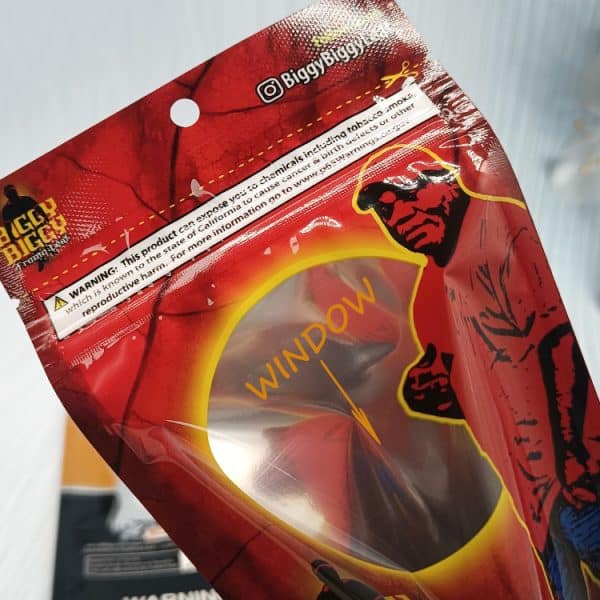 BiggyBiggy
BIGGY
BIGGY
WARNING: This product can expose you to chemicals including tobacco smoke,
which is known to the state of California to cause cancer & birth defects or other
reproductive harm. For more information go to www.p65warnings.ca.gov
WINDOW
WARNING